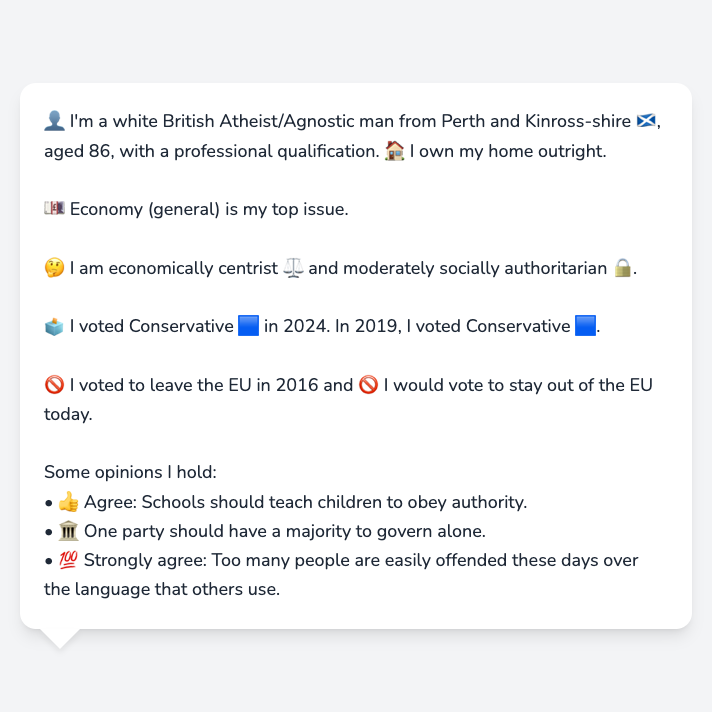 👤 I'm a white British Atheist/Agnostic man from Perth and Kinross-shire 🏴󠁧󠁢󠁳󠁣󠁴󠁿,
aged 86, with a professional qualification. 🏠 I own my home outright.
💷 Economy (general) is my top issue.
🤔 I am economically centrist ⚖️ and moderately socially authoritarian 🔒.
🗳️ I voted Conservative 🟦 in 2024. In 2019, I voted Conservative 🟦.
🚫 I voted to leave the EU in 2016 and 🚫 I would vote to stay out of the EU
today.
Some opinions I hold:
• 👍 Agree: Schools should teach children to obey authority.
• 🏛️ One party should have a majority to govern alone.
• 💯 Strongly agree: Too many people are easily offended these days over
the language that others use.